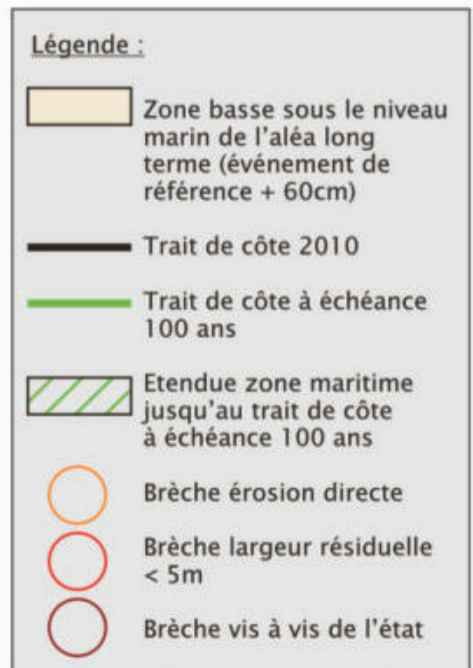 Légende :
Zone basse sous le niveau
marin de l'aléa long
terme (événement de
référence + 60cm)
Trait de côte 2010
Trait de côte à échéance
100 ans
Etendue zone maritime
jusqu'au trait de côte
à échéance 100 ans
Brèche érosion directe
Brèche largeur résiduelle
< 5m
Brèche vis à vis de l'état